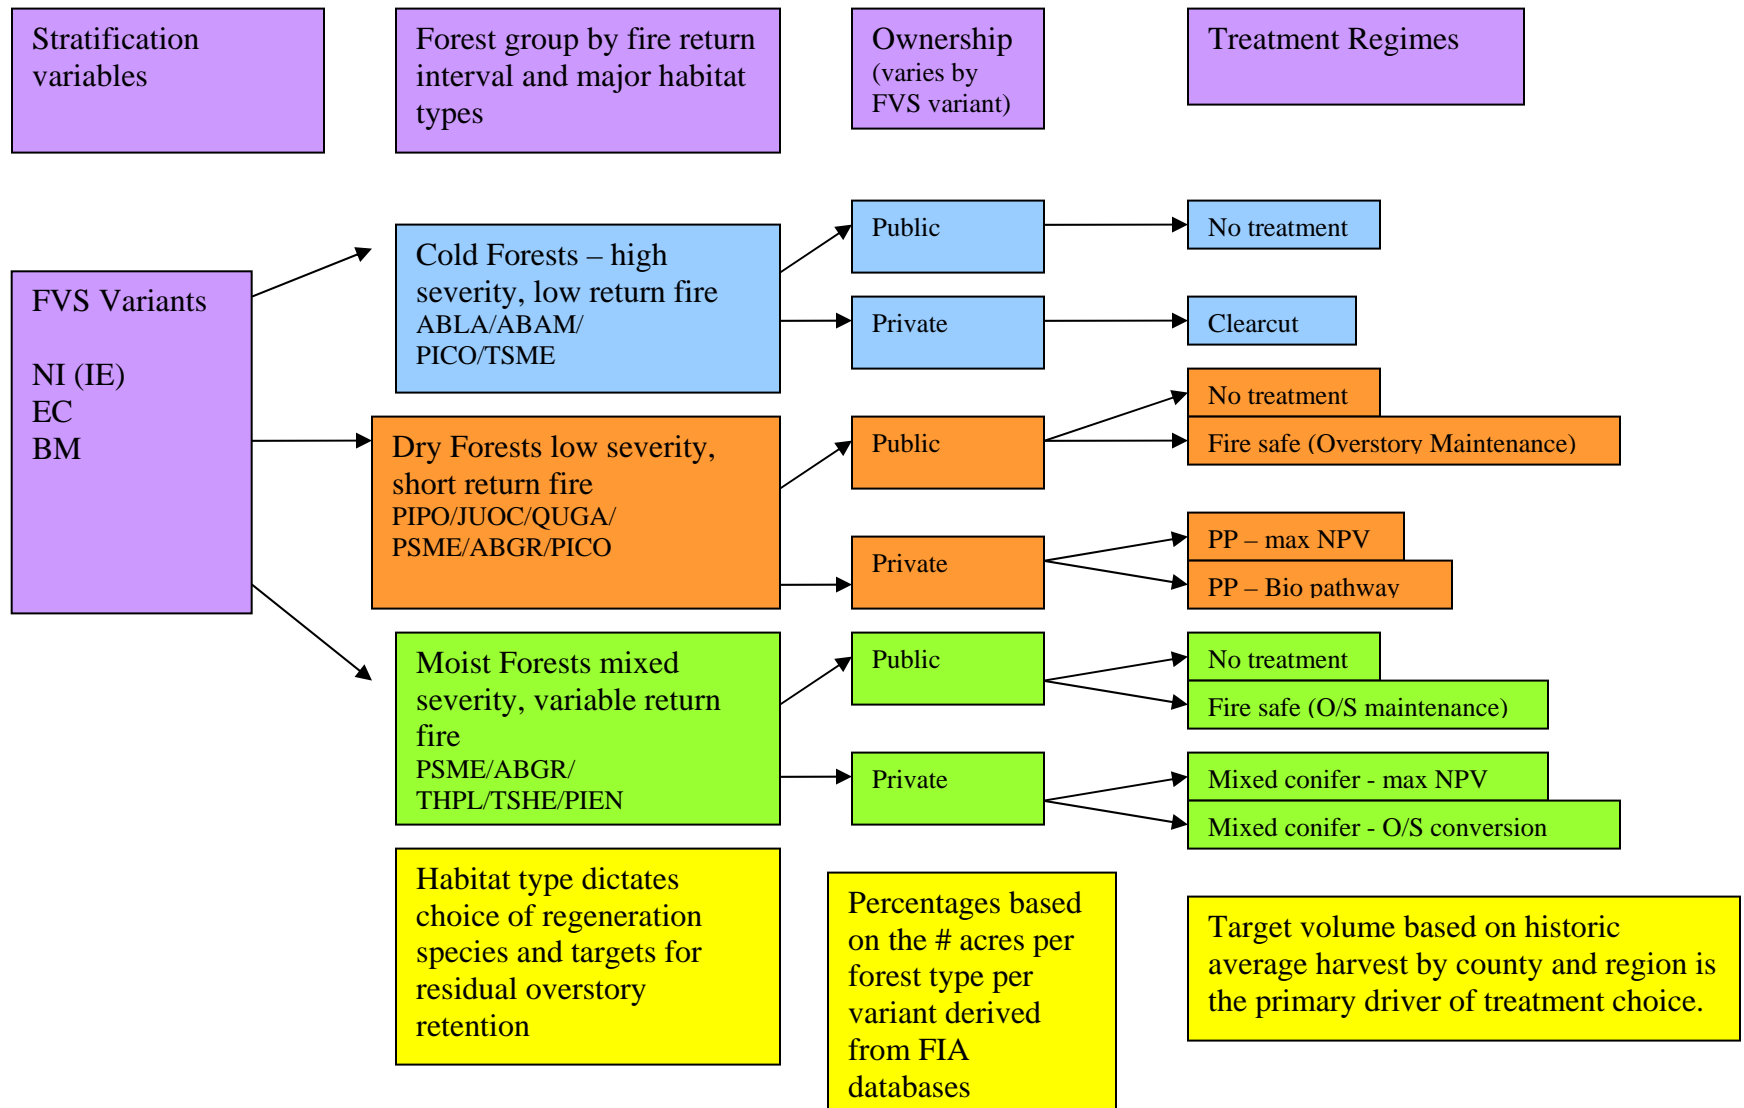 Stratification
variables
Forest group by fire return
interval and major habitat
types
Ownership
(varies by
FVS variant)
Treatment Regimes
FVS Variants
NI (IE)
EC
BM
Cold Forests – high
severity, low return fire
ABLA/ABAM/
PICO/TSME
Public
No treatment
Private
Clearcut
Dry Forests low severity,
short return fire
PIPO/JUOC/QUGA/
PSME/ABGR/PICO
Public
No treatment
Fire safe (Overstory Maintenance)
Private
PP – max NPV
PP – Bio pathway
Moist Forests mixed
severity, variable return
fire
PSME/ABGR/
THPL/TSHE/PIEN
Public
No treatment
Fire safe (O/S maintenance)
Private
Mixed conifer - max NPV
Mixed conifer - O/S conversion
Habitat type dictates
choice of regeneration
species and targets for
residual overstory
retention
Percentages based
on the # acres per
forest type per
variant derived
from FIA
databases
Target volume based on historic
average harvest by county and region is
the primary driver of treatment choice.